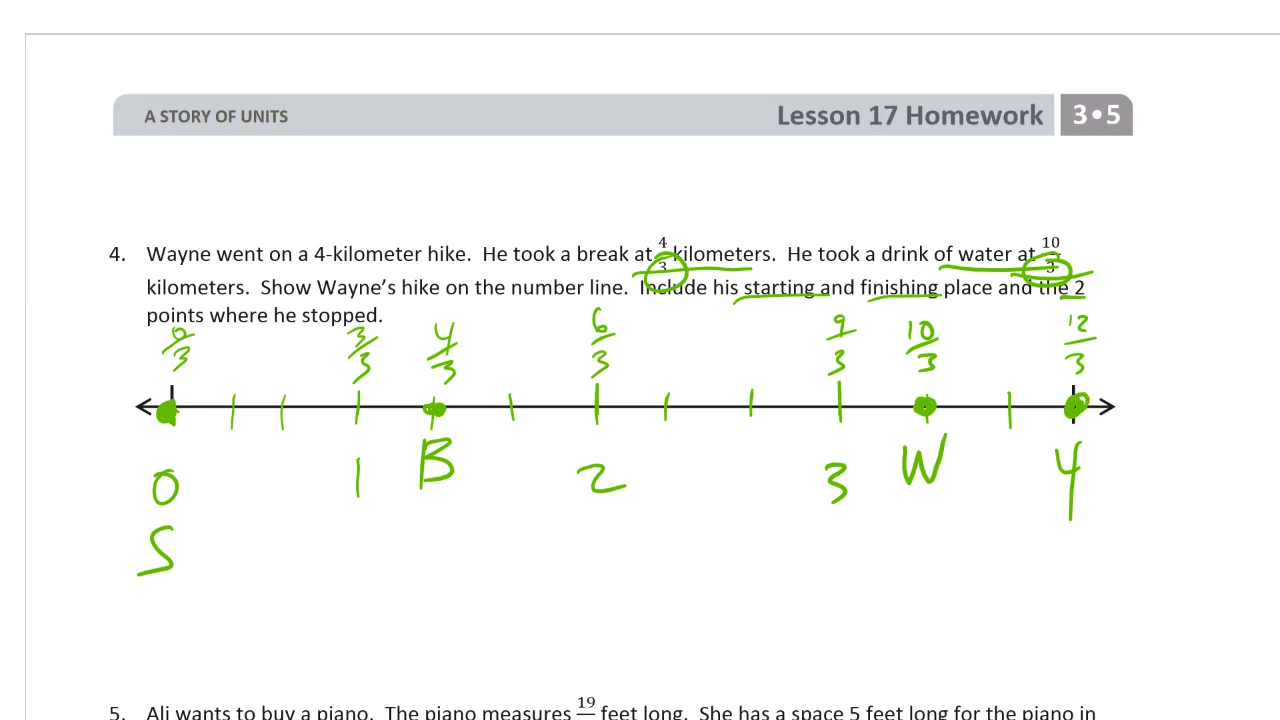 A STORY OF UNITS
Lesson 17 Homework 3•5
4. Wayne went on a 4-kilometer hike. He took a break at 4/3 kilometers. He took a drink of water at 10/3
kilometers. Show Wayne's hike on the number line. Include his starting and finishing place and the 2
points where he stopped.
0/3 3/3 4/3 6/3 9/3 10/3 12/3
0 1 B 2 3 W 4
S
5. Ali wants to buy a piano. The piano measures 19 feet long. She has a space 5 feet long for the piano in